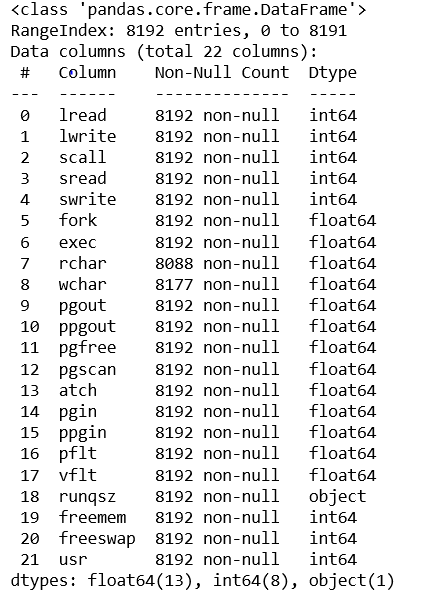 <class 'pandas.core.frame.DataFrame'>
RangeIndex: 8192 entries, 0 to 8191
Data columns (total 22 columns):
 #   Column    Non-Null Count  Dtype
---  ------    --------------  -----
 0   lread     8192 non-null   int64
 1   lwrite    8192 non-null   int64
 2   scall     8192 non-null   int64
 3   sread     8192 non-null   int64
 4   swrite    8192 non-null   int64
 5   fork      8192 non-null   float64
 6   exec      8192 non-null   float64
 7   rchar     8088 non-null   float64
 8   wchar     8177 non-null   float64
 9   pgout     8192 non-null   float64
 10  ppgout    8192 non-null   float64
 11  pgfree    8192 non-null   float64
 12  pgscan    8192 non-null   float64
 13  atch      8192 non-null   float64
 14  pgin      8192 non-null   float64
 15  ppgin     8192 non-null   float64
 16  pflt      8192 non-null   float64
 17  vflt      8192 non-null   float64
 18  runqsz    8192 non-null   object
 19  freemem   8192 non-null   int64
 20  freeswap  8192 non-null   int64
 21  usr       8192 non-null   int64
dtypes: float64(13), int64(8), object(1)